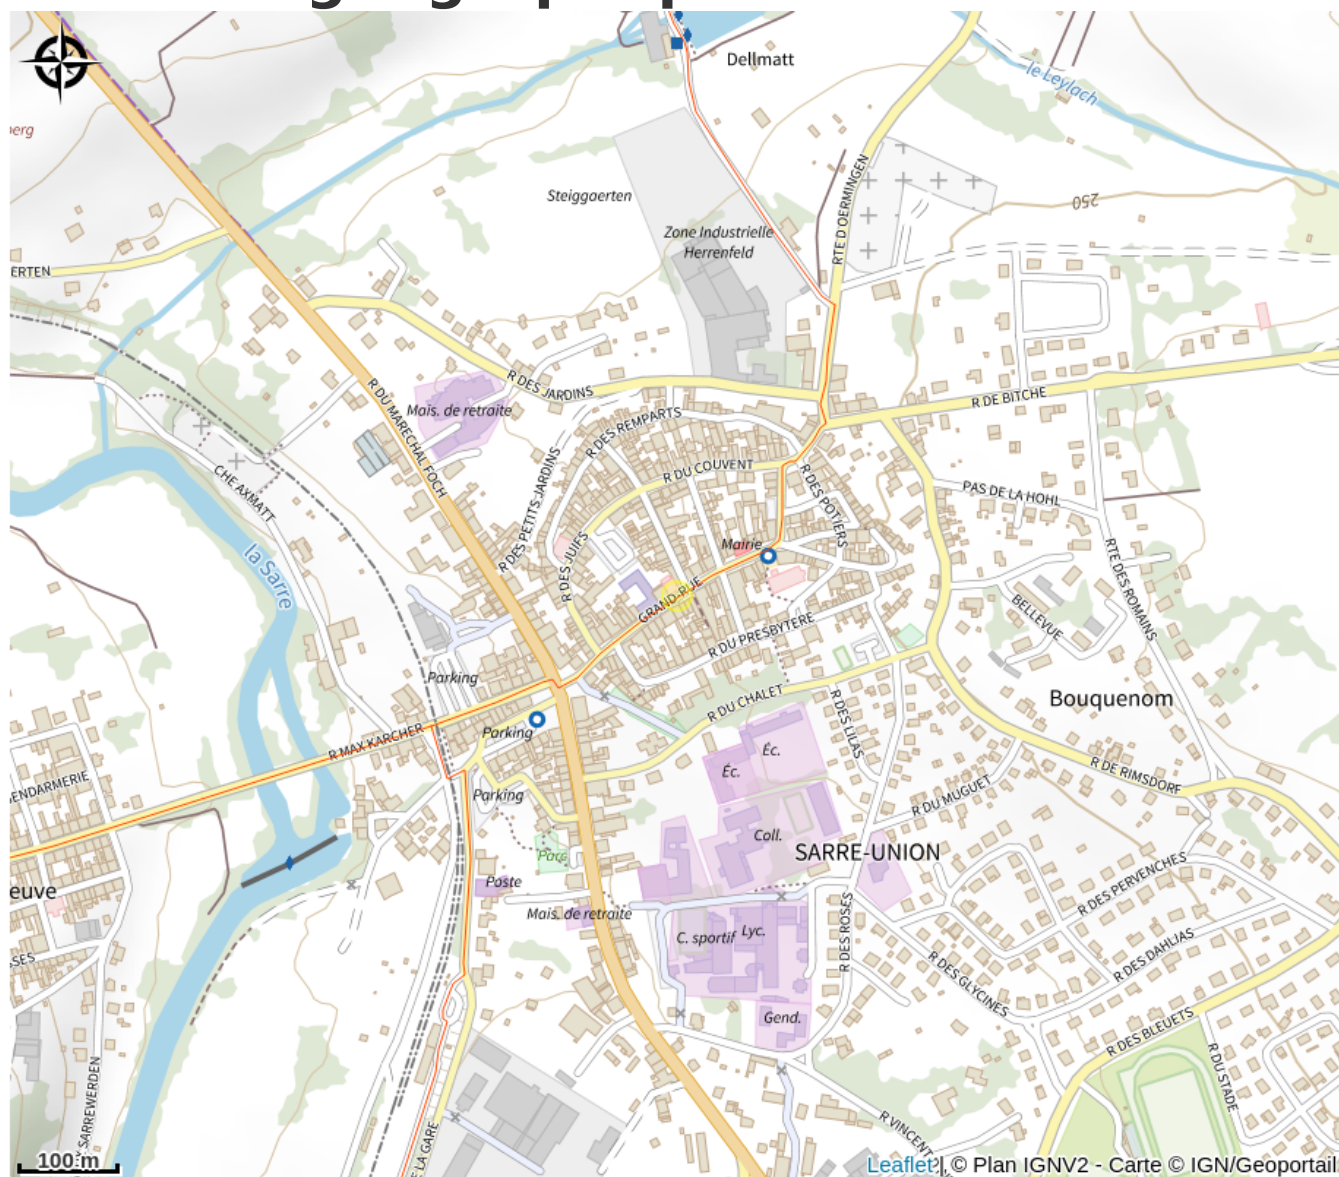 Dellmatt
le Leylach
berg
Steiggaerten
RTE D'OERMINGEN
250
Zone Industrielle
Herrenfeld
ERTEN
R DES JARDINS
R DU MARECHAL FOCH
Mais. de retraite
R DE BITCHE
R DES REMPARTS
R DU COUVENT
R DES PETITS JARDINS
R DES POTIERS
CHE AXMATT
PAS DE LA HOHL
la Sarre
R DES JUIFS
Mairie
RTE DES ROMAINS
GRAND-RUE
BELLEVUE
R DU PRESBYTERE
Parking
R DU CHALET
Bouquenom
R DES LILAS
R MAX KARCHER
Parking
Éc.
Éc.
R DE RIMSDORF
GENDARMERIE
Parking
R DU MUGUET
Coll.
SARRE-UNION
Parc
euve
Poste
R DES PERVENCHES
Mais. de retraite
C. sportif
Lyc.
R DES ROSES
SSES
R DES GLYCINES
R DES DAHLIAS
Gend.
R DES BLEUETS
R DU STADE
SARREWERDEN
E LA GARE
R VINCENT
100 m
Leaflet | © Plan IGNV2 - Carte © IGN/Geoportail